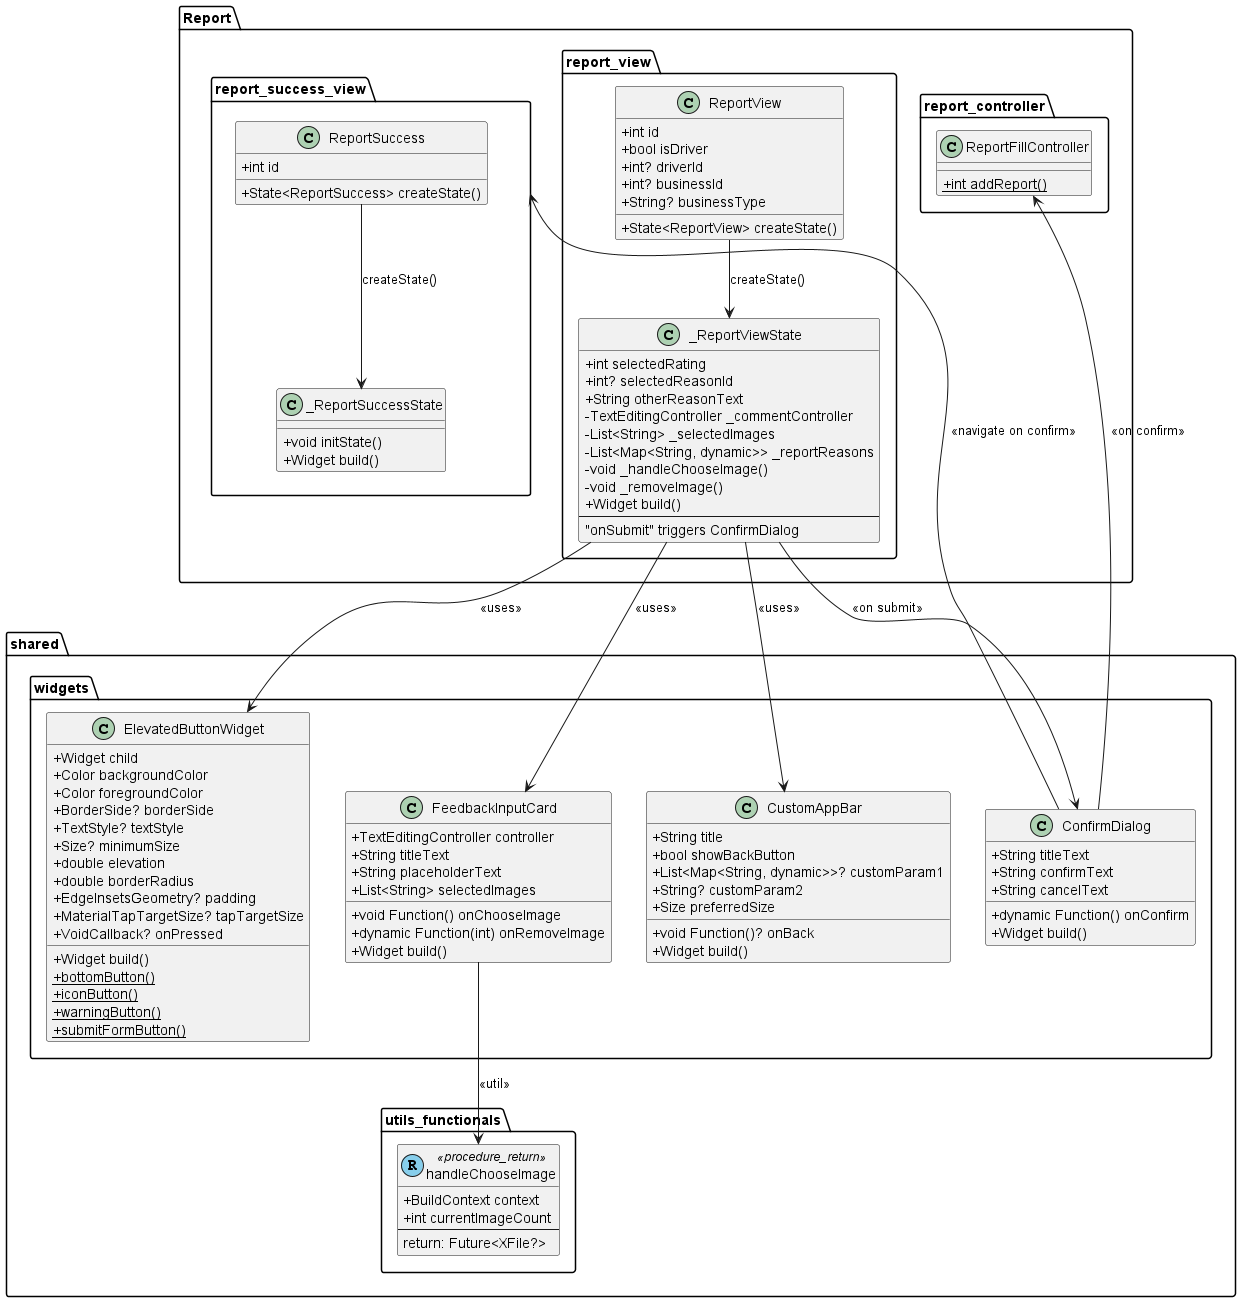 Report
report_success_view
C ReportSuccess
+int id
+State<ReportSuccess> createState()
createState()
C _ReportSuccessState
+void initState()
+Widget build()
report_view
C ReportView
+int id
+bool isDriver
+int? driverId
+int? businessId
+String? businessType
+State<ReportView> createState()
createState()
C _ReportViewState
+int selectedRating
+int? selectedReasonId
+String otherReasonText
-TextEditingController _commentController
-List<String> _selectedImages
-List<Map<String, dynamic>> _reportReasons
-void _handleChooseImage()
-void _removeImage()
+Widget build()
"onSubmit" triggers ConfirmDialog
report_controller
C ReportFillController
+int addReport()
«navigate on confirm»
«on confirm»
«uses»
«uses»
«uses»
«on submit»
shared
widgets
C ElevatedButtonWidget
+Widget child
+Color backgroundColor
+Color foregroundColor
+BorderSide? borderSide
+TextStyle? textStyle
+Size? minimumSize
+double elevation
+double borderRadius
+EdgeInsetsGeometry? padding
+MaterialTapTargetSize? tapTargetSize
+VoidCallback? onPressed
+Widget build()
+bottomButton()
+iconButton()
+warningButton()
+submitFormButton()
C FeedbackInputCard
+TextEditingController controller
+String titleText
+String placeholderText
+List<String> selectedImages
+void Function() onChooseImage
+dynamic Function(int) onRemoveImage
+Widget build()
C CustomAppBar
+String title
+bool showBackButton
+List<Map<String, dynamic>>? customParam1
+String? customParam2
+Size preferredSize
+void Function()? onBack
+Widget build()
C ConfirmDialog
+String titleText
+String confirmText
+String cancelText
+dynamic Function() onConfirm
+Widget build()
«util»
utils_functionals
R «procedure_return»
handleChooseImage
+BuildContext context
+int currentImageCount
return: Future<XFile?>